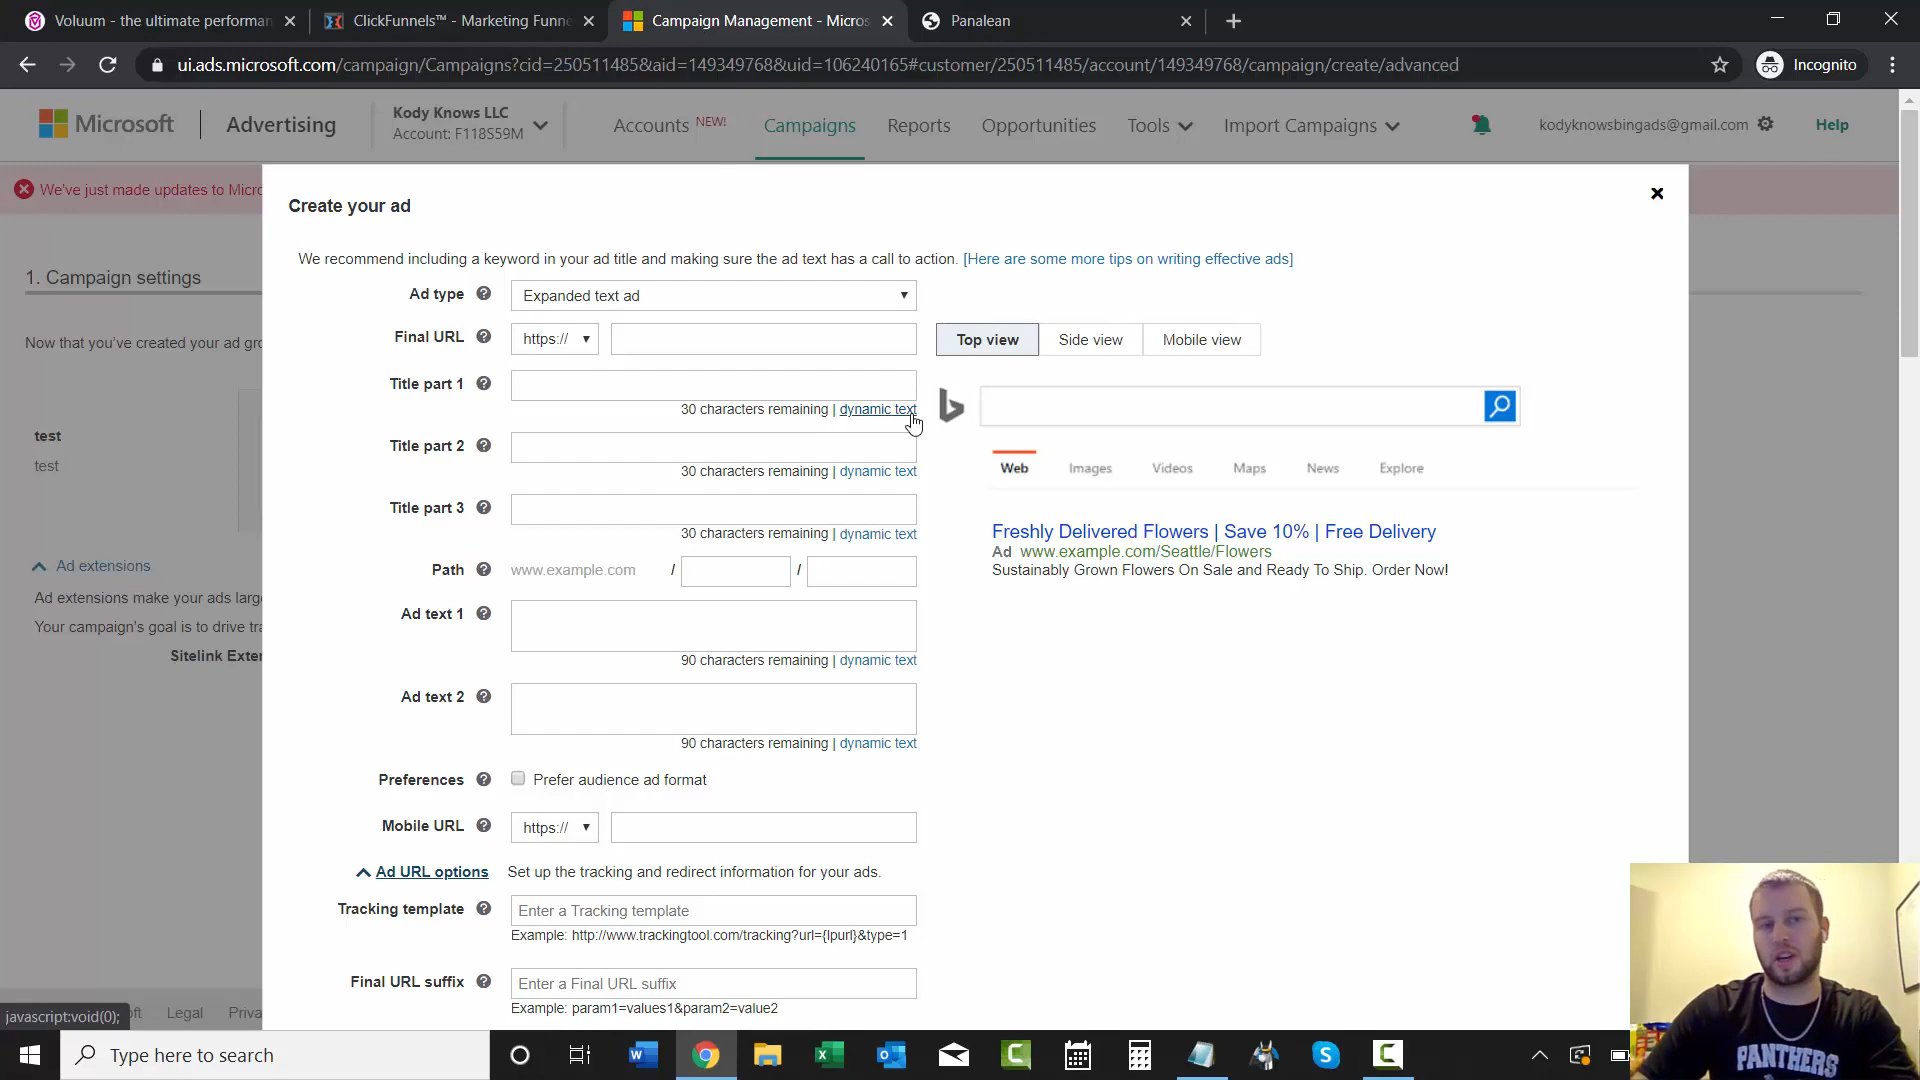 Voluum - the ultimate performan
ClickFunnels™ - Marketing Funne
Campaign Management - Micros
Panalean
ui.ads.microsoft.com/campaign/Campaigns?cid=250511485&aid=149349768&uid=106240165#customer/250511485/account/149349768/campaign/create/advanced
Incognito
Microsoft
Advertising
Kody Knows LLC
Account: F118S59M
Accounts NEW!
Campaigns
Reports
Opportunities
Tools
Import Campaigns
kodyknowsbingads@gmail.com
Help
We've just made updates to Micro
Create your ad
1. Campaign settings
We recommend including a keyword in your ad title and making sure the ad text has a call to action. [Here are some more tips on writing effective ads]
Ad type
Expanded text ad
Now that you've created your ad gro
Final URL
https://
Top view
Side view
Mobile view
Title part 1
30 characters remaining | dynamic text
test
test
Title part 2
30 characters remaining | dynamic text
Web
Images
Videos
Maps
News
Explore
Title part 3
30 characters remaining | dynamic text
Freshly Delivered Flowers | Save 10% | Free Delivery
Ad www.example.com/Seattle/Flowers
Sustainably Grown Flowers On Sale and Ready To Ship. Order Now!
Ad extensions
Path
www.example.com / /
Ad extensions make your ads larg
Your campaign's goal is to drive tra
Sitelink Exten
Ad text 1
90 characters remaining | dynamic text
Ad text 2
90 characters remaining | dynamic text
Preferences
Prefer audience ad format
Mobile URL
https://
Ad URL options
Set up the tracking and redirect information for your ads.
Tracking template
Enter a Tracking template
Example: http://www.trackingtool.com/tracking?url={lpurl}&type=1
Final URL suffix
Enter a Final URL suffix
Example: param1=values1&param2=value2
javascript:void(0);
oft
Legal
Priva
Type here to search
PANTHERS